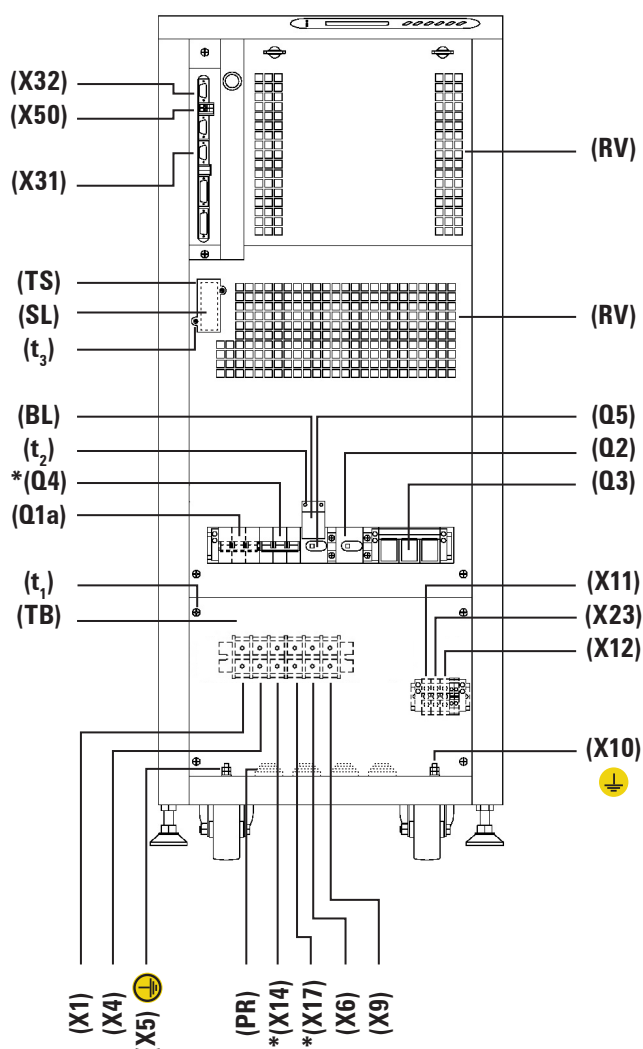 (X32)
(X50)
(X31)
(TS)
(SL)
(t3)
(BL)
(t2)
*(Q4)
(Q1a)
(t1)
(TB)
(RV)
(RV)
(Q5)
(Q2)
(Q3)
(X11)
(X23)
(X12)
(X10)
(X1)
(X4)
(X5)
(PR)
*(X14)
*(X17)
(X6)
(X9)